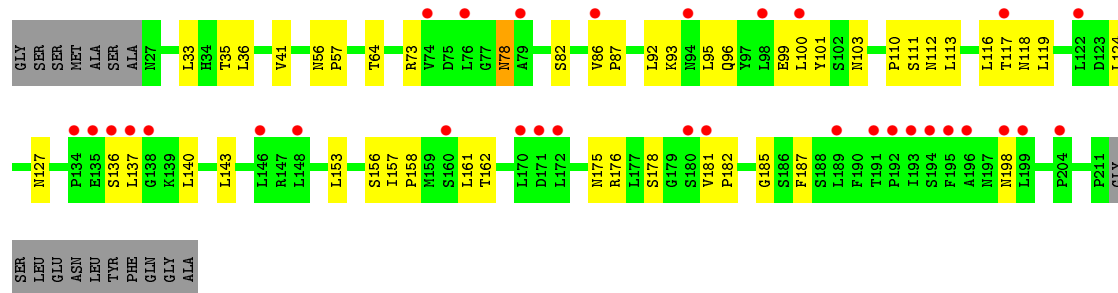 GLY SER SER MET ALA SER ALA N27 L33 H34 T35 L36 V41 N56 P57 T64 R73 V74 D75 L76 G77 N78 A79 S82 V86 P87 L92 K93 N94 L95 Q96 Y97 L98 E99 L100 Y101 S102 N103 P110 S111 N112 L113 L116 T117 N118 L119 L122 D123 L124
N127 P134 E135 S136 L137 G138 K139 L140 L143 L146 R147 L148 L153 S156 I157 P158 M159 S160 L161 T162 L170 D171 L172 N175 R176 L177 S178 G179 S180 V181 P182 G185 S186 F187 S188 L189 F190 T191 P192 I193 S194 F195 A196 N197 N198 L199 P204 P211 GLY
SER LEU GLU ASN LEU TYR PHE GLN GLY ALA